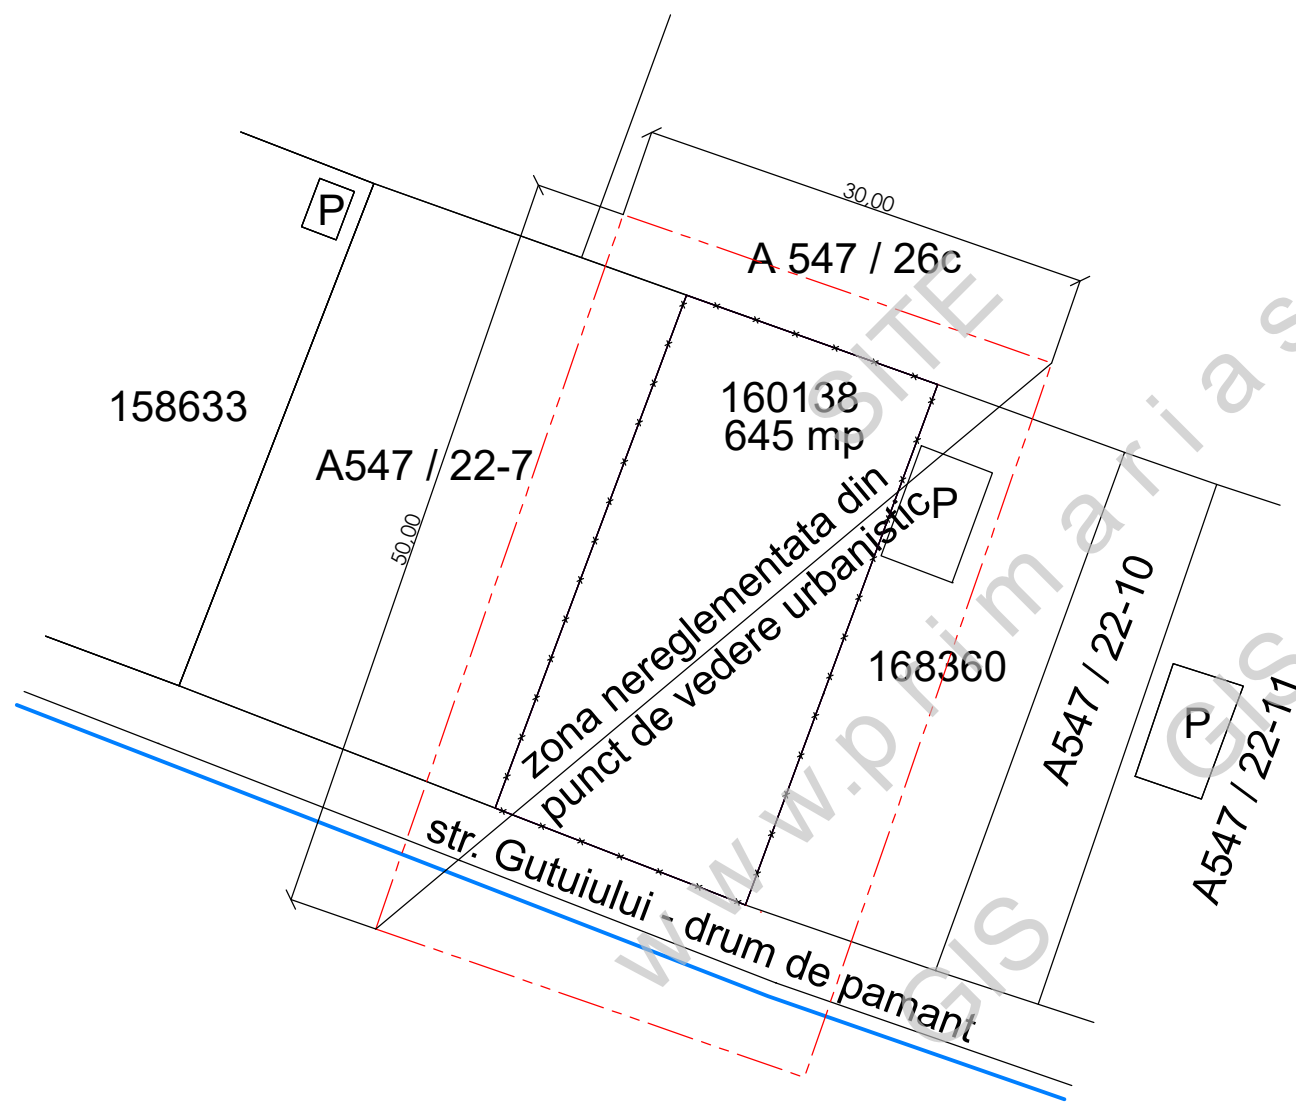 P
30,00
A 547 / 26c
SITE
158633
160138
645 mp
A547 / 22-7
50,00
P
zona nereglementata din
punct de vedere urbanistic
168360
A547 / 22-10
P
A547 / 22-11
GIS
str. Gutuiului - drum de pamant
www.primarias
GIS